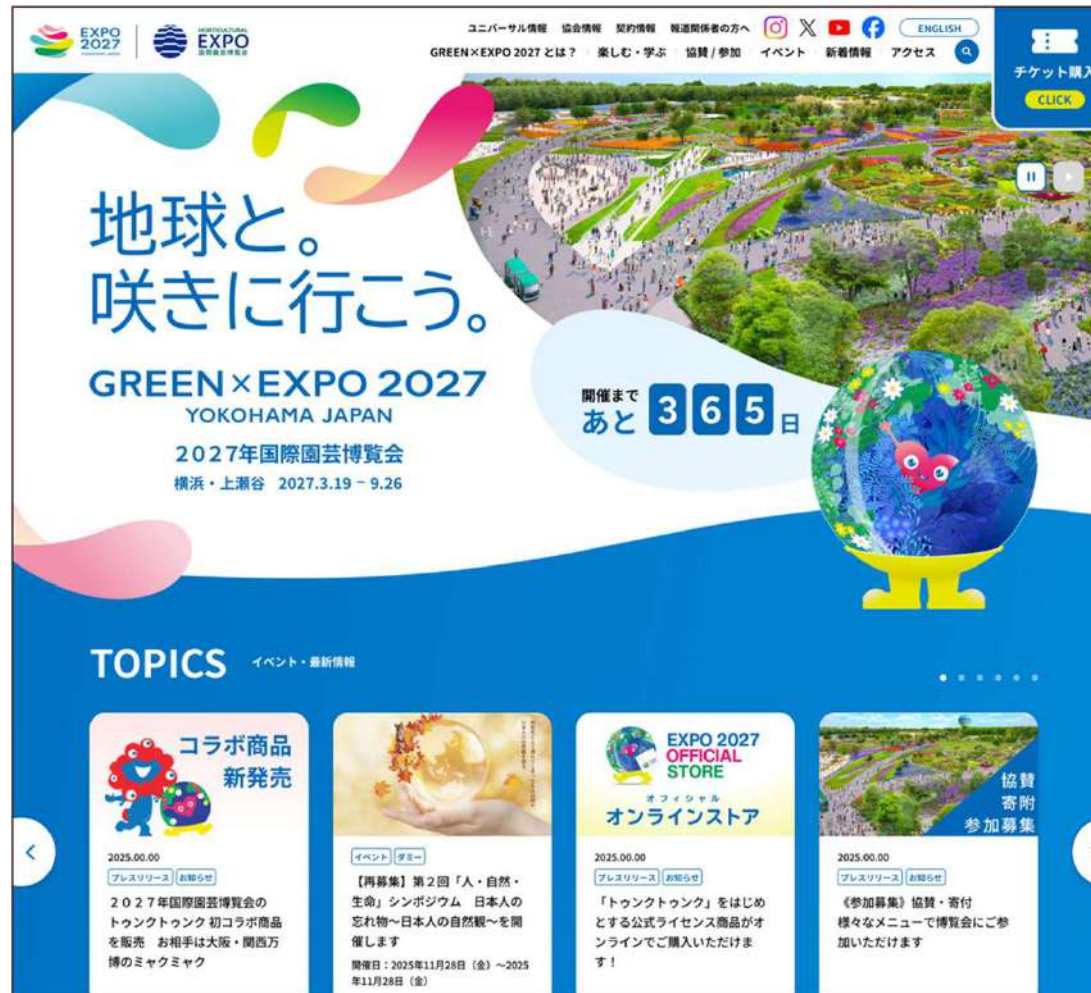 EXPO
2027
YOKOHAMA JAPAN
HORTICULTURAL
EXPO
国際園芸博覧会
ユニバーサル情報 協会情報 契約情報 報道関係者の方へ ENGLISH
GREEN×EXPO 2027 とは？ 楽しむ・学ぶ 協賛 / 参加 イベント 新着情報 アクセス
チケット購入
CLICK
地球と。
咲きに行こう。
GREEN×EXPO 2027
YOKOHAMA JAPAN
2027年国際園芸博覧会
横浜・上瀬谷 2027.3.19 - 9.26
開催まで
あと 365 日
TOPICS イベント・最新情報
コラボ商品
新発売
2025.00.00
プレスリリース お知らせ
２０２７年国際園芸博覧会の
トゥンクトゥンク 初コラボ商品
を販売 お相手は大阪・関西万
博のミャクミャク
イベント ダミー
【再募集】第２回「人・自然・
生命」シンポジウム 日本人の
忘れ物～日本人の自然観～を開
催します
開催日：2025年11月28日（金）～2025
年11月28日（金）
EXPO 2027
OFFICIAL
STORE
オフィシャル
オンラインストア
2025.00.00
プレスリリース お知らせ
「トゥンクトゥンク」をはじめ
とする公式ライセンス商品がオ
ンラインでご購入いただけま
す！
協賛
寄附
参加募集
2025.00.00
プレスリリース お知らせ
《参加募集》協賛・寄付
様々なメニューで博覧会にご参
加いただけます